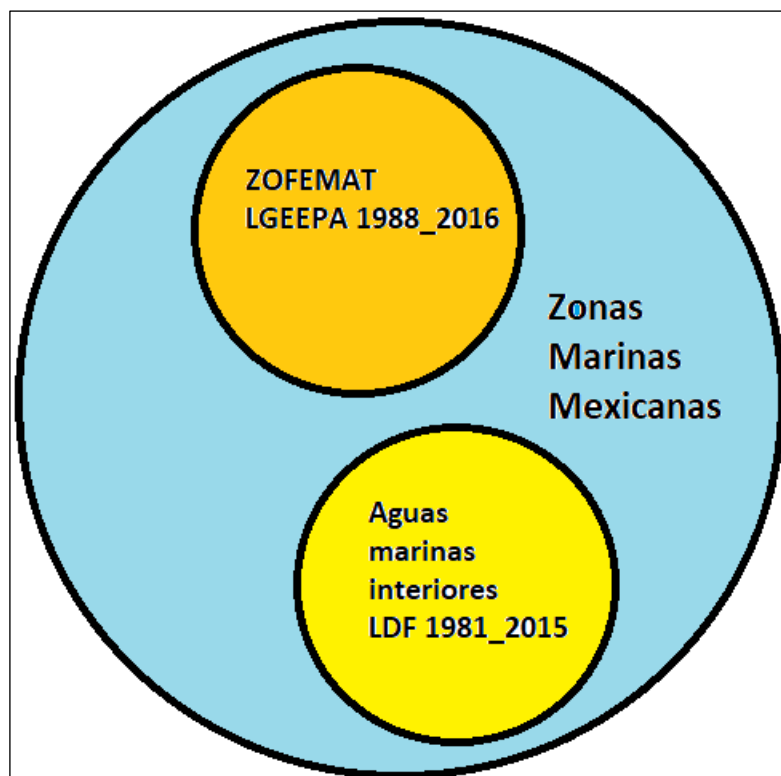 ZOFEMAT
LGEEPA 1988_2016
Zonas
Marinas
Mexicanas
Aguas
marinas
interiores
LDF 1981_2015